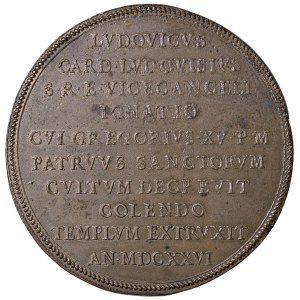 LVDOVICVS
CARD LVDOVISIVS
S·R·E·VICECANCELL
IGNATIO
CVI GREGORIVS·XV·P·M
PATRVVS SANCTORVM
CVLTVM DECREVIT
COLENDO
TEMPLVM EXTRVXIT
AN·MDCXXVI